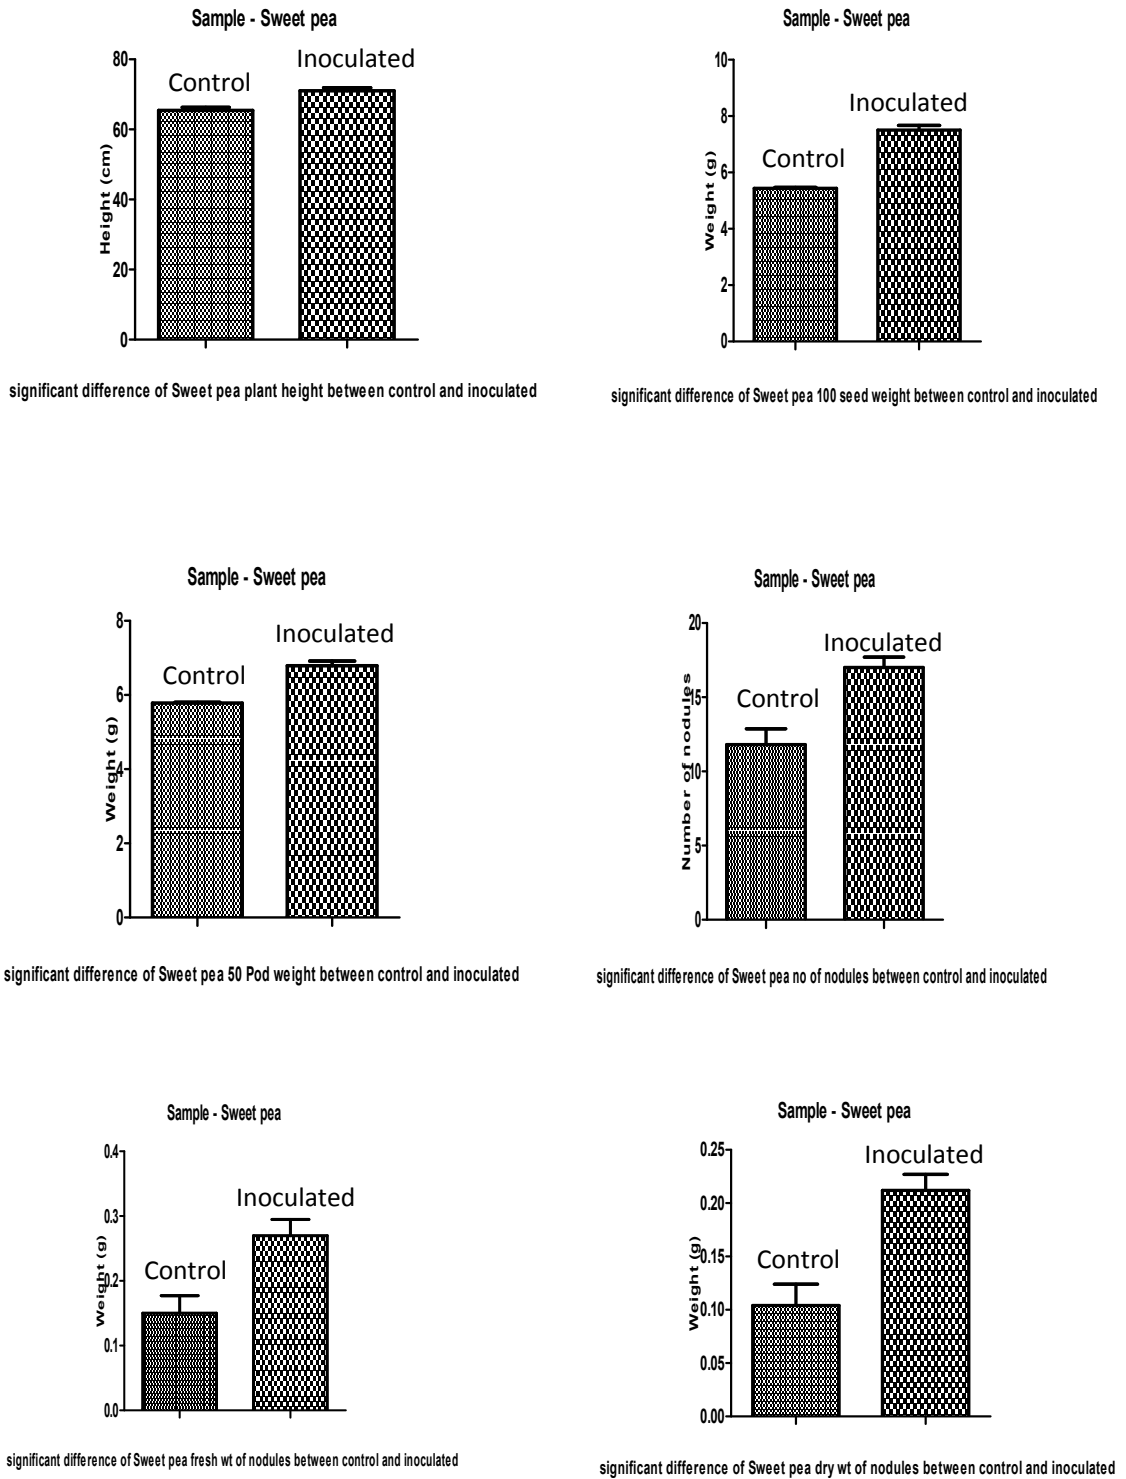 Sample - Sweet pea
Control
Inoculated
Height (cm)
80
60
40
20
0
significant difference of Sweet pea plant height between control and inoculated
Sample - Sweet pea
Control
Inoculated
Weight (g)
10
8
6
4
2
0
significant difference of Sweet pea 100 seed weight between control and inoculated
Sample - Sweet pea
Control
Inoculated
Weight (g)
8
6
4
2
0
significant difference of Sweet pea 50 Pod weight between control and inoculated
Sample - Sweet pea
Control
Inoculated
Number of nodules
20
15
10
5
0
significant difference of Sweet pea no of nodules between control and inoculated
Sample - Sweet pea
Control
Inoculated
Weight (g)
0.4
0.3
0.2
0.1
0.0
significant difference of Sweet pea fresh wt of nodules between control and inoculated
Sample - Sweet pea
Control
Inoculated
Weight (g)
0.25
0.20
0.15
0.10
0.05
0.00
significant difference of Sweet pea dry wt of nodules between control and inoculated